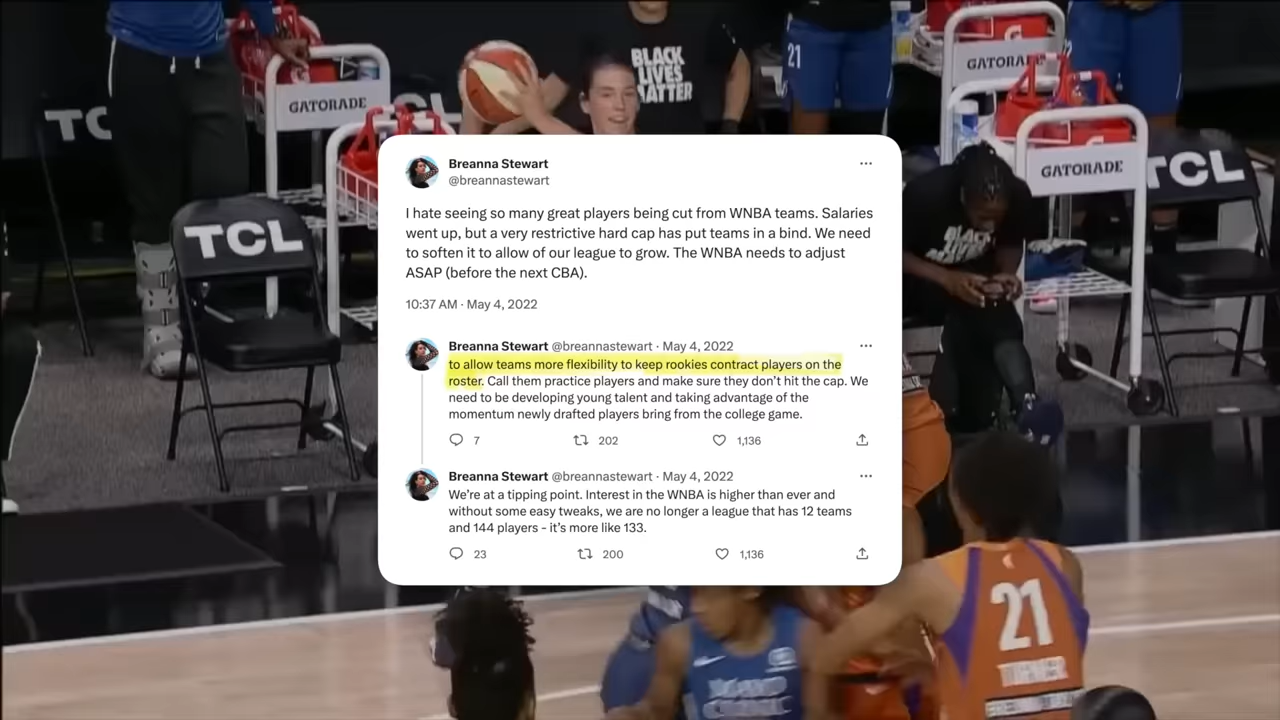 BLACK
LIVES
MATTER
21
GATORADE
GATORADE
TCL
GATORADE
TCL
TCL
Breanna Stewart
@breannastewart
I hate seeing so many great players being cut from WNBA teams. Salaries
went up, but a very restrictive hard cap has put teams in a bind. We need
to soften it to allow of our league to grow. The WNBA needs to adjust
ASAP (before the next CBA).
10:37 AM · May 4, 2022
Breanna Stewart @breannastewart · May 4, 2022
to allow teams more flexibility to keep rookies contract players on the
roster. Call them practice players and make sure they don't hit the cap. We
need to be developing young talent and taking advantage of the
momentum newly drafted players bring from the college game.
7 202 1,136
Breanna Stewart @breannastewart · May 4, 2022
We're at a tipping point. Interest in the WNBA is higher than ever and
without some easy tweaks, we are no longer a league that has 12 teams
and 144 players - it's more like 133.
23 200 1,136
21